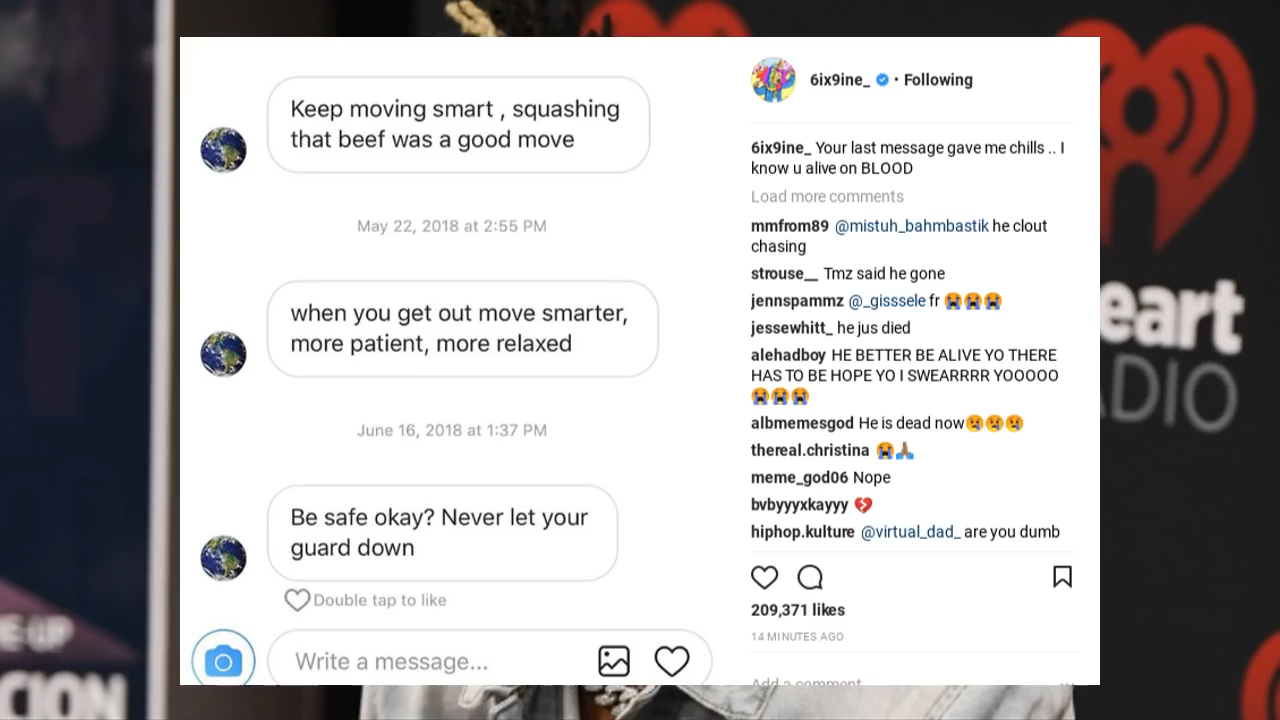 Keep moving smart , squashing
that beef was a good move
May 22, 2018 at 2:55 PM
when you get out move smarter,
more patient, more relaxed
June 16, 2018 at 1:37 PM
Be safe okay? Never let your
guard down
Double tap to like
Write a message...
6ix9ine_ • Following
6ix9ine_ Your last message gave me chills .. I
know u alive on BLOOD
Load more comments
mmfrom89 @mistuh_bahmbastik he clout
chasing
strouse__ Tmz said he gone
jennspammz @_gisssele fr 😭😭😭
jessewhitt_ he jus died
alehadboy HE BETTER BE ALIVE YO THERE
HAS TO BE HOPE YO I SWEARRRR YOOOOO
😭😭😭
albmemesgod He is dead now😢😢😢
thereal.christina 😭🙏🏽
meme_god06 Nope
bvbyyyxkayyy 💔
hiphop.kulture @virtual_dad_ are you dumb
209,371 likes
14 MINUTES AGO
Add a comment
eart
ADIO
E-UP
CION